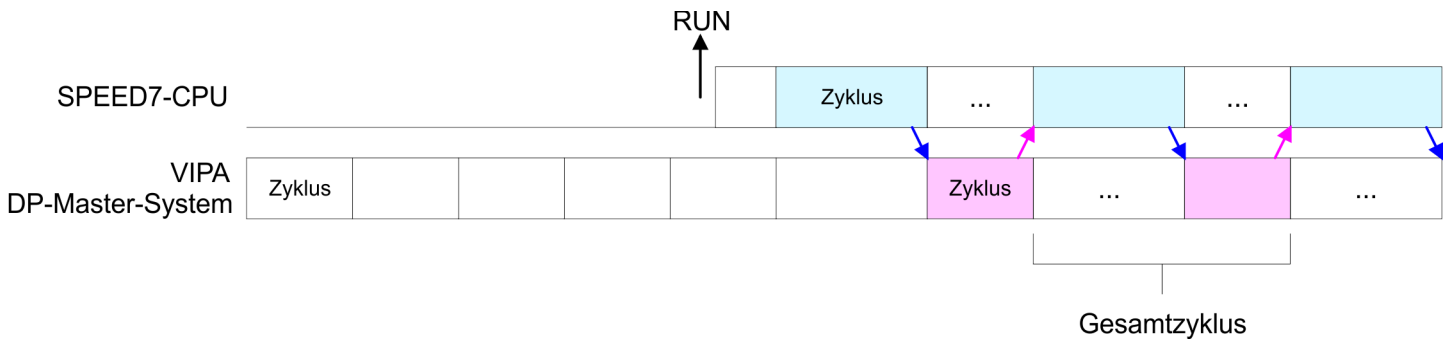 RUN
SPEED7-CPU
Zyklus
...
...
VIPA
DP-Master-System
Zyklus
Zyklus
...
...
Gesamtzyklus